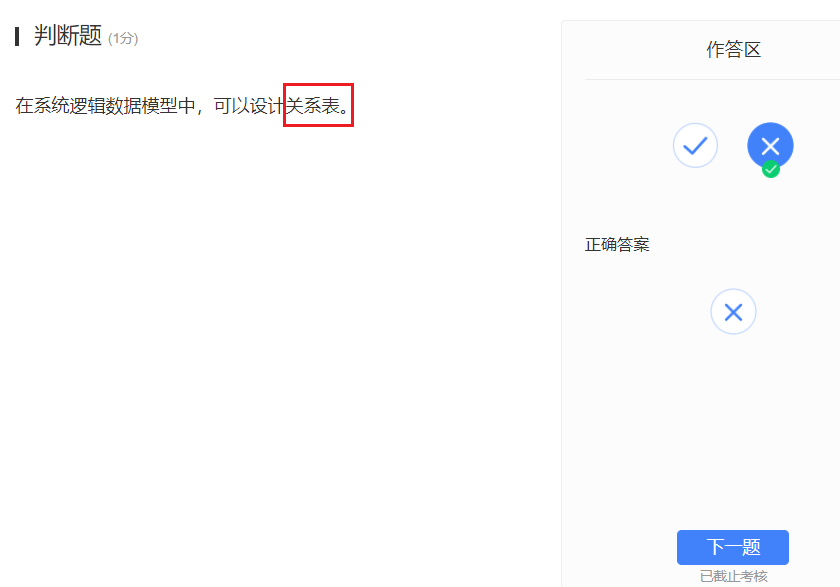 判断题 (1分)
在系统逻辑数据模型中，可以设计关系表。
作答区
正确答案
下一题
已截止考核